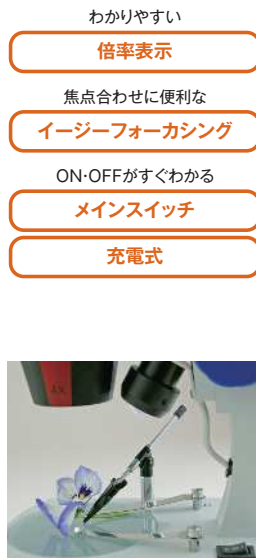 わかりやすい
倍率表示
焦点合わせに便利な
イージーフォーカシング
ON・OFFがすぐわかる
メインスイッチ
充電式